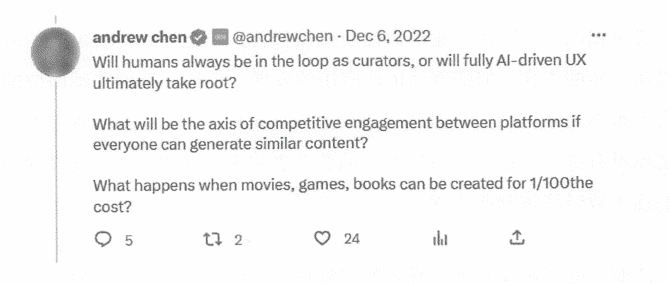 andrew chen @andrewchen · Dec 6, 2022
Will humans always be in the loop as curators, or will fully AI-driven UX
ultimately take root?
What will be the axis of competitive engagement between platforms if
everyone can generate similar content?
What happens when movies, games, books can be created for 1/100the
cost?
5 2 24